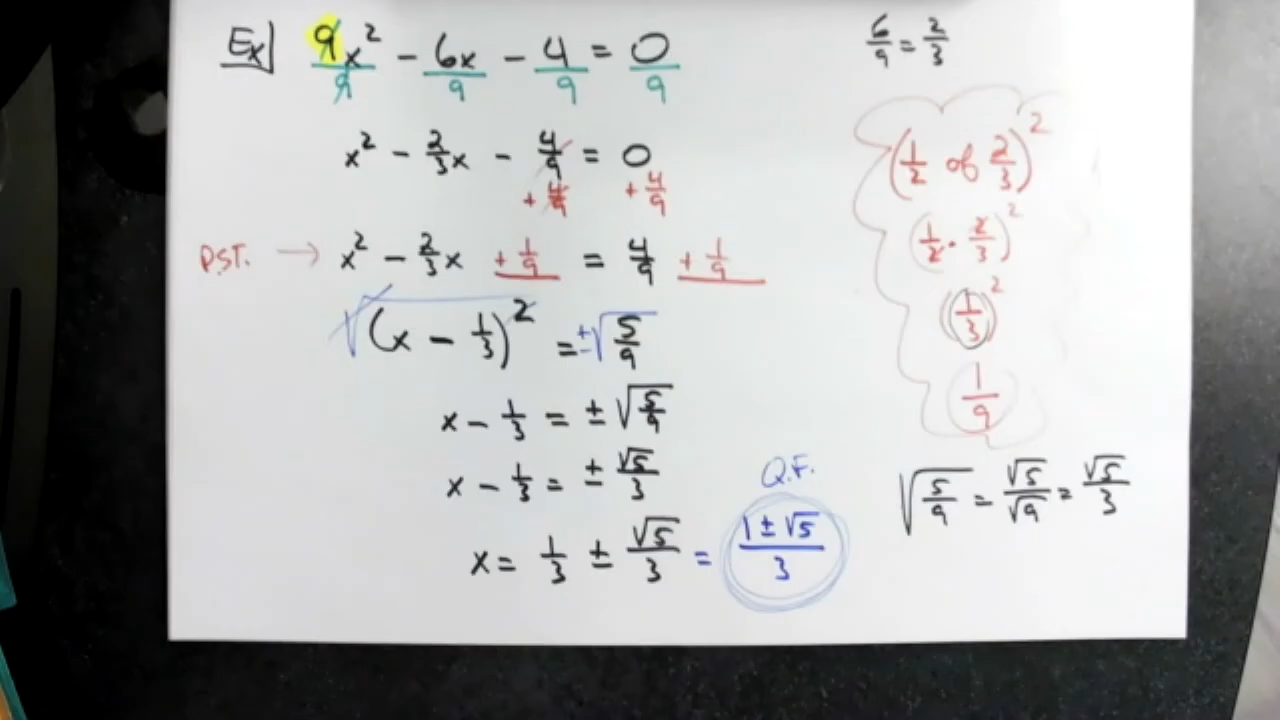 Ex] 9x² - 6x - 4 = 0
9 9 9 9
x² - 2/3 x - 4/9 = 0
+ 4/9 + 4/9
P.S.T. → x² - 2/3 x + 1/9 = 4/9 + 1/9
√(x - 1/3)² = ±√5/9
x - 1/3 = ± √5/9
x - 1/3 = ± √5/3
x = 1/3 ± √5/3 = (1 ± √5)/3
Q.F.
6/9 = 2/3
(1/2 of 2/3)²
(1/2 · 2/3)²
(1/3)²
1/9
√5/9 = √5/√9 = √5/3